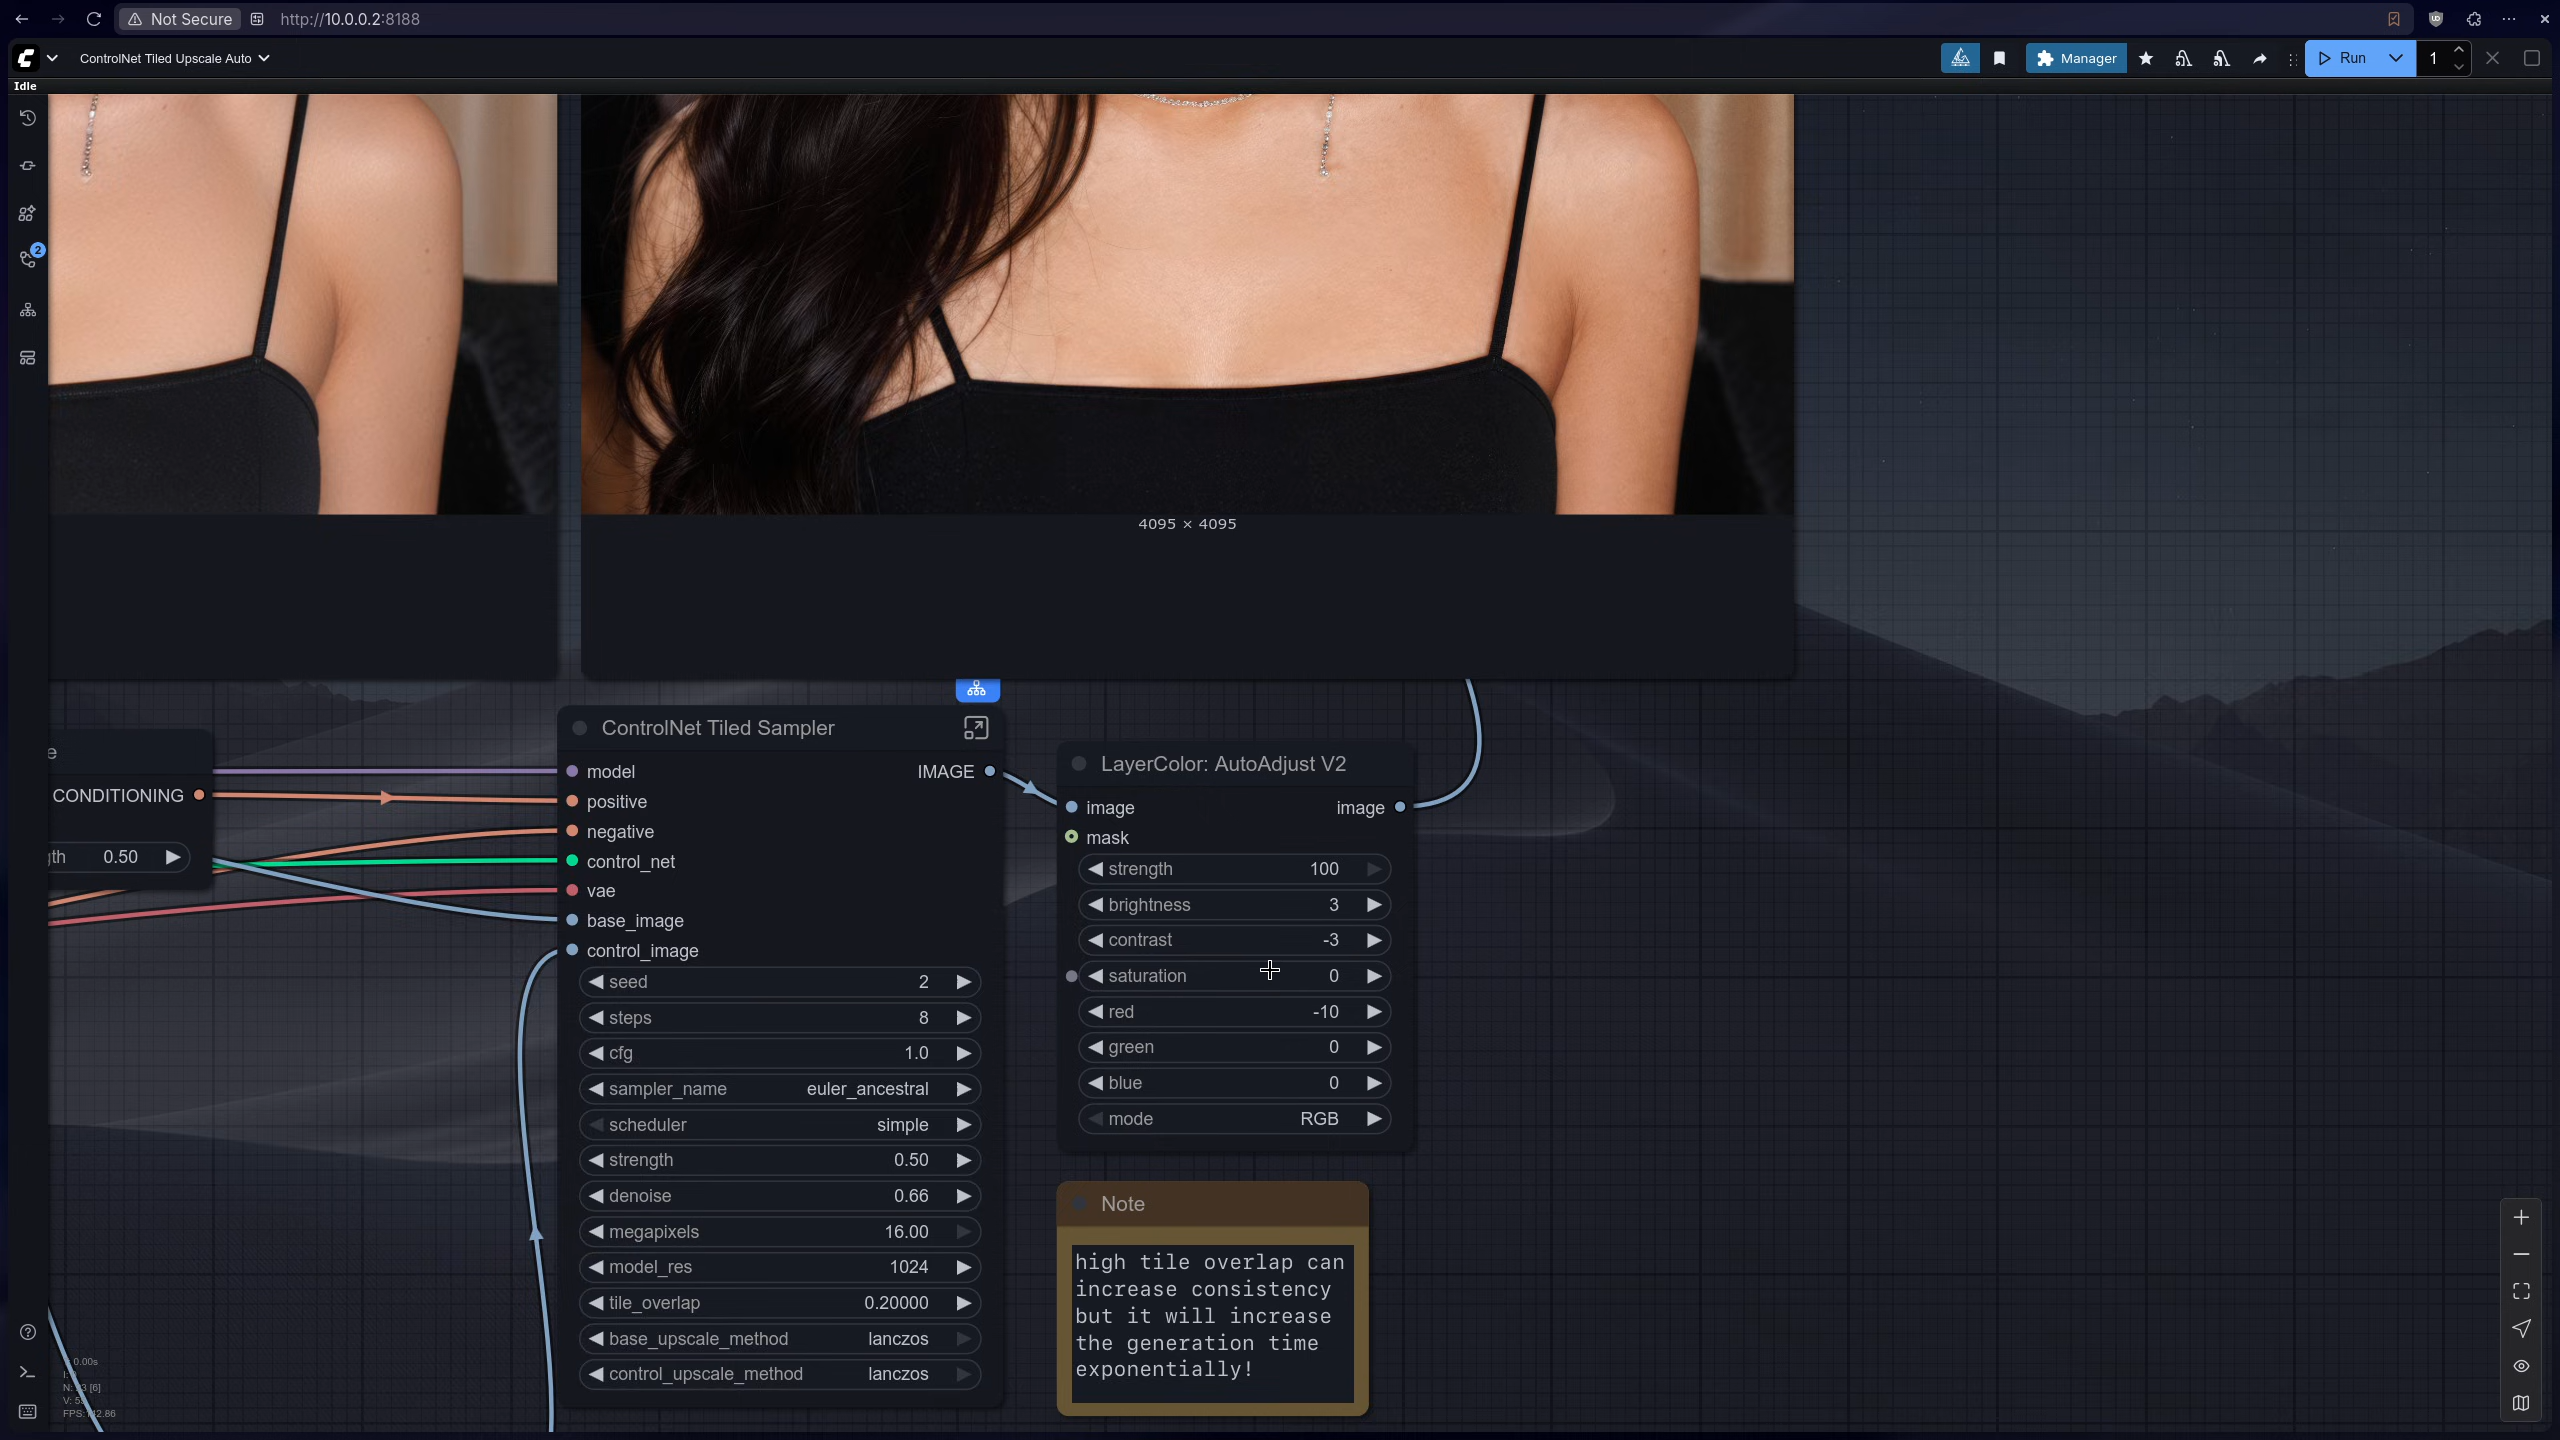 Not Secure
http://10.0.0.2:8188
ControlNet Tiled Upscale Auto
Manager
Run
1
Idle
2
4095 × 4095
e
CONDITIONING
gth 0.50
ControlNet Tiled Sampler
model
IMAGE
positive
negative
control_net
vae
base_image
control_image
seed 2
steps 8
cfg 1.0
sampler_name euler_ancestral
scheduler simple
strength 0.50
denoise 0.66
megapixels 16.00
model_res 1024
tile_overlap 0.20000
base_upscale_method lanczos
control_upscale_method lanczos
LayerColor: AutoAdjust V2
image image
mask
strength 100
brightness 3
contrast -3
saturation 0
red -10
green 0
blue 0
mode RGB
Note
high tile overlap can
increase consistency
but it will increase
the generation time
exponentially!
0.00s